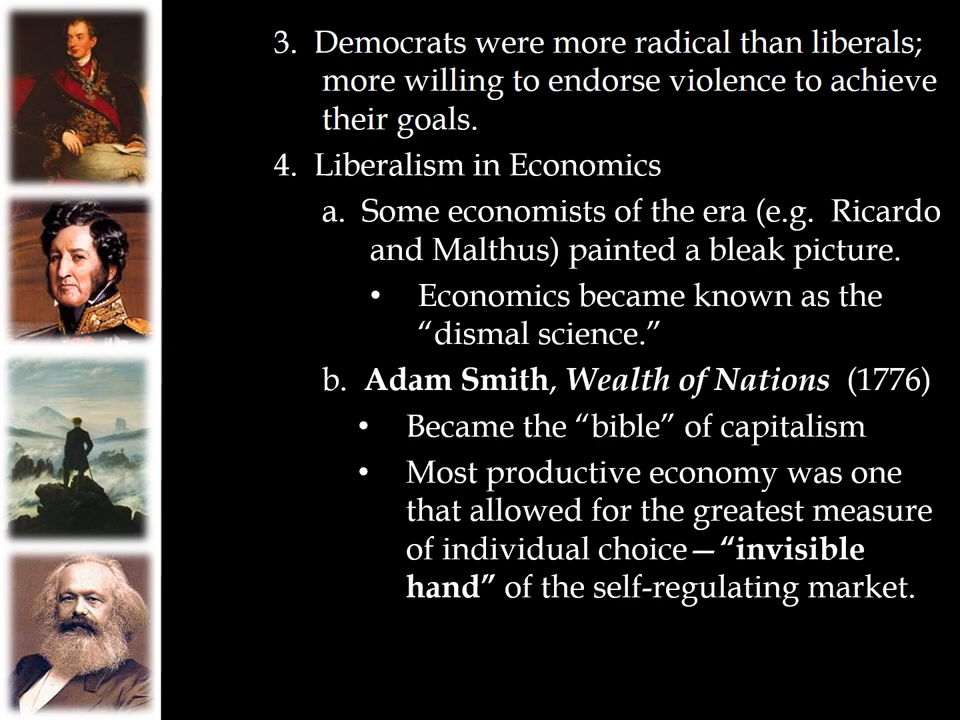 3. Democrats were more radical than liberals;
more willing to endorse violence to achieve
their goals.
4. Liberalism in Economics
a. Some economists of the era (e.g. Ricardo
and Malthus) painted a bleak picture.
• Economics became known as the
“dismal science.”
b. Adam Smith, Wealth of Nations (1776)
• Became the “bible” of capitalism
• Most productive economy was one
that allowed for the greatest measure
of individual choice—“invisible
hand” of the self-regulating market.